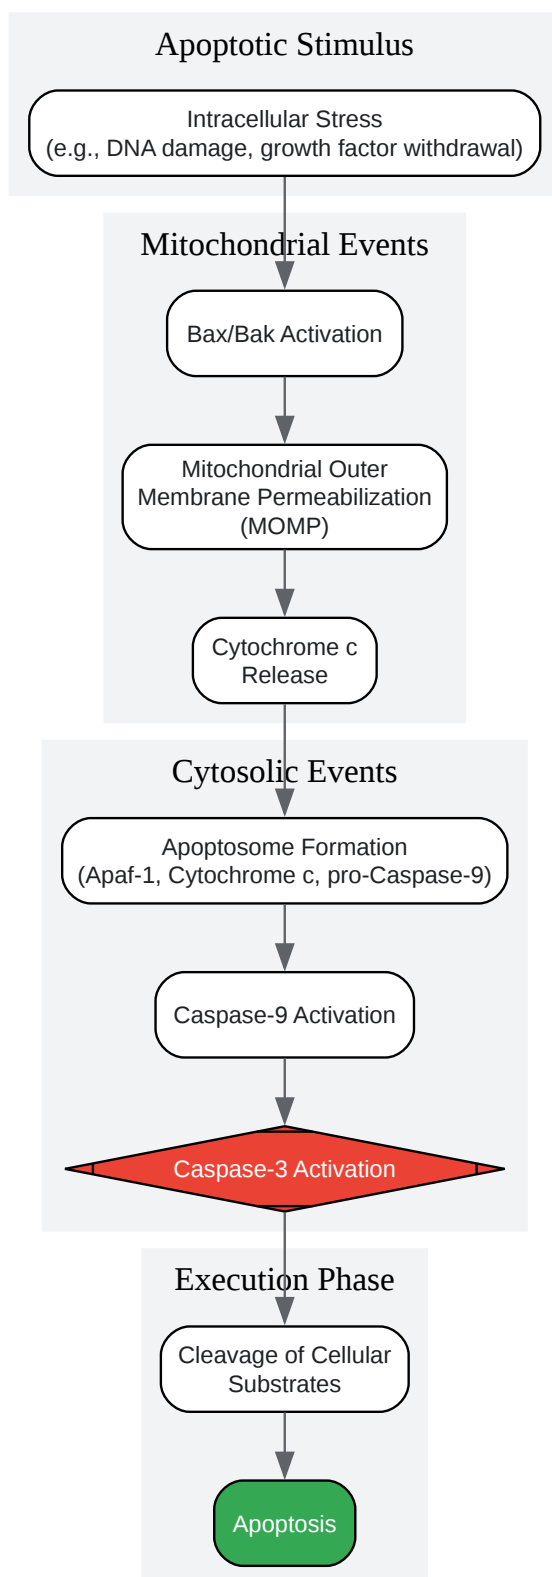 Apoptotic Stimulus
Intracellular Stress
(e.g., DNA damage, growth factor withdrawal)
Mitochondrial Events
Bax/Bak Activation
Mitochondrial Outer
Membrane Permeabilization
(MOMP)
Cytochrome c
Release
Cytosolic Events
Apoptosome Formation
(Apaf-1, Cytochrome c, pro-Caspase-9)
Caspase-9 Activation
Caspase-3 Activation
Execution Phase
Cleavage of Cellular
Substrates
Apoptosis